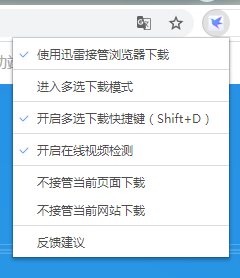 使用迅雷接管浏览器下载
进入多选下载模式
开启多选下载快捷键（Shift+D）
开启在线视频检测
不接管当前页面下载
不接管当前网站下载
反馈建议